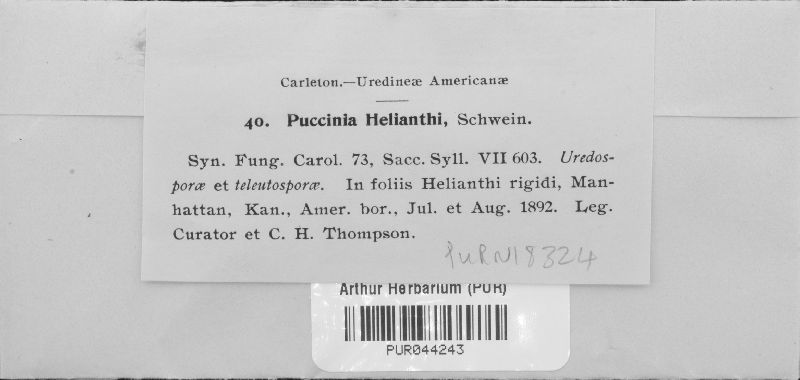 Carleton.—Uredineæ Americanæ
40. Puccinia Helianthi, Schwein.
Syn. Fung. Carol. 73, Sacc. Syll. VII 603. Uredos-
poræ et teleutosporæ. In foliis Helianthi rigidi, Man-
hattan, Kan., Amer. bor., Jul. et Aug. 1892. Leg.
Curator et C. H. Thompson.
PURN18324
Arthur Herbarium (PUR)
PUR044243